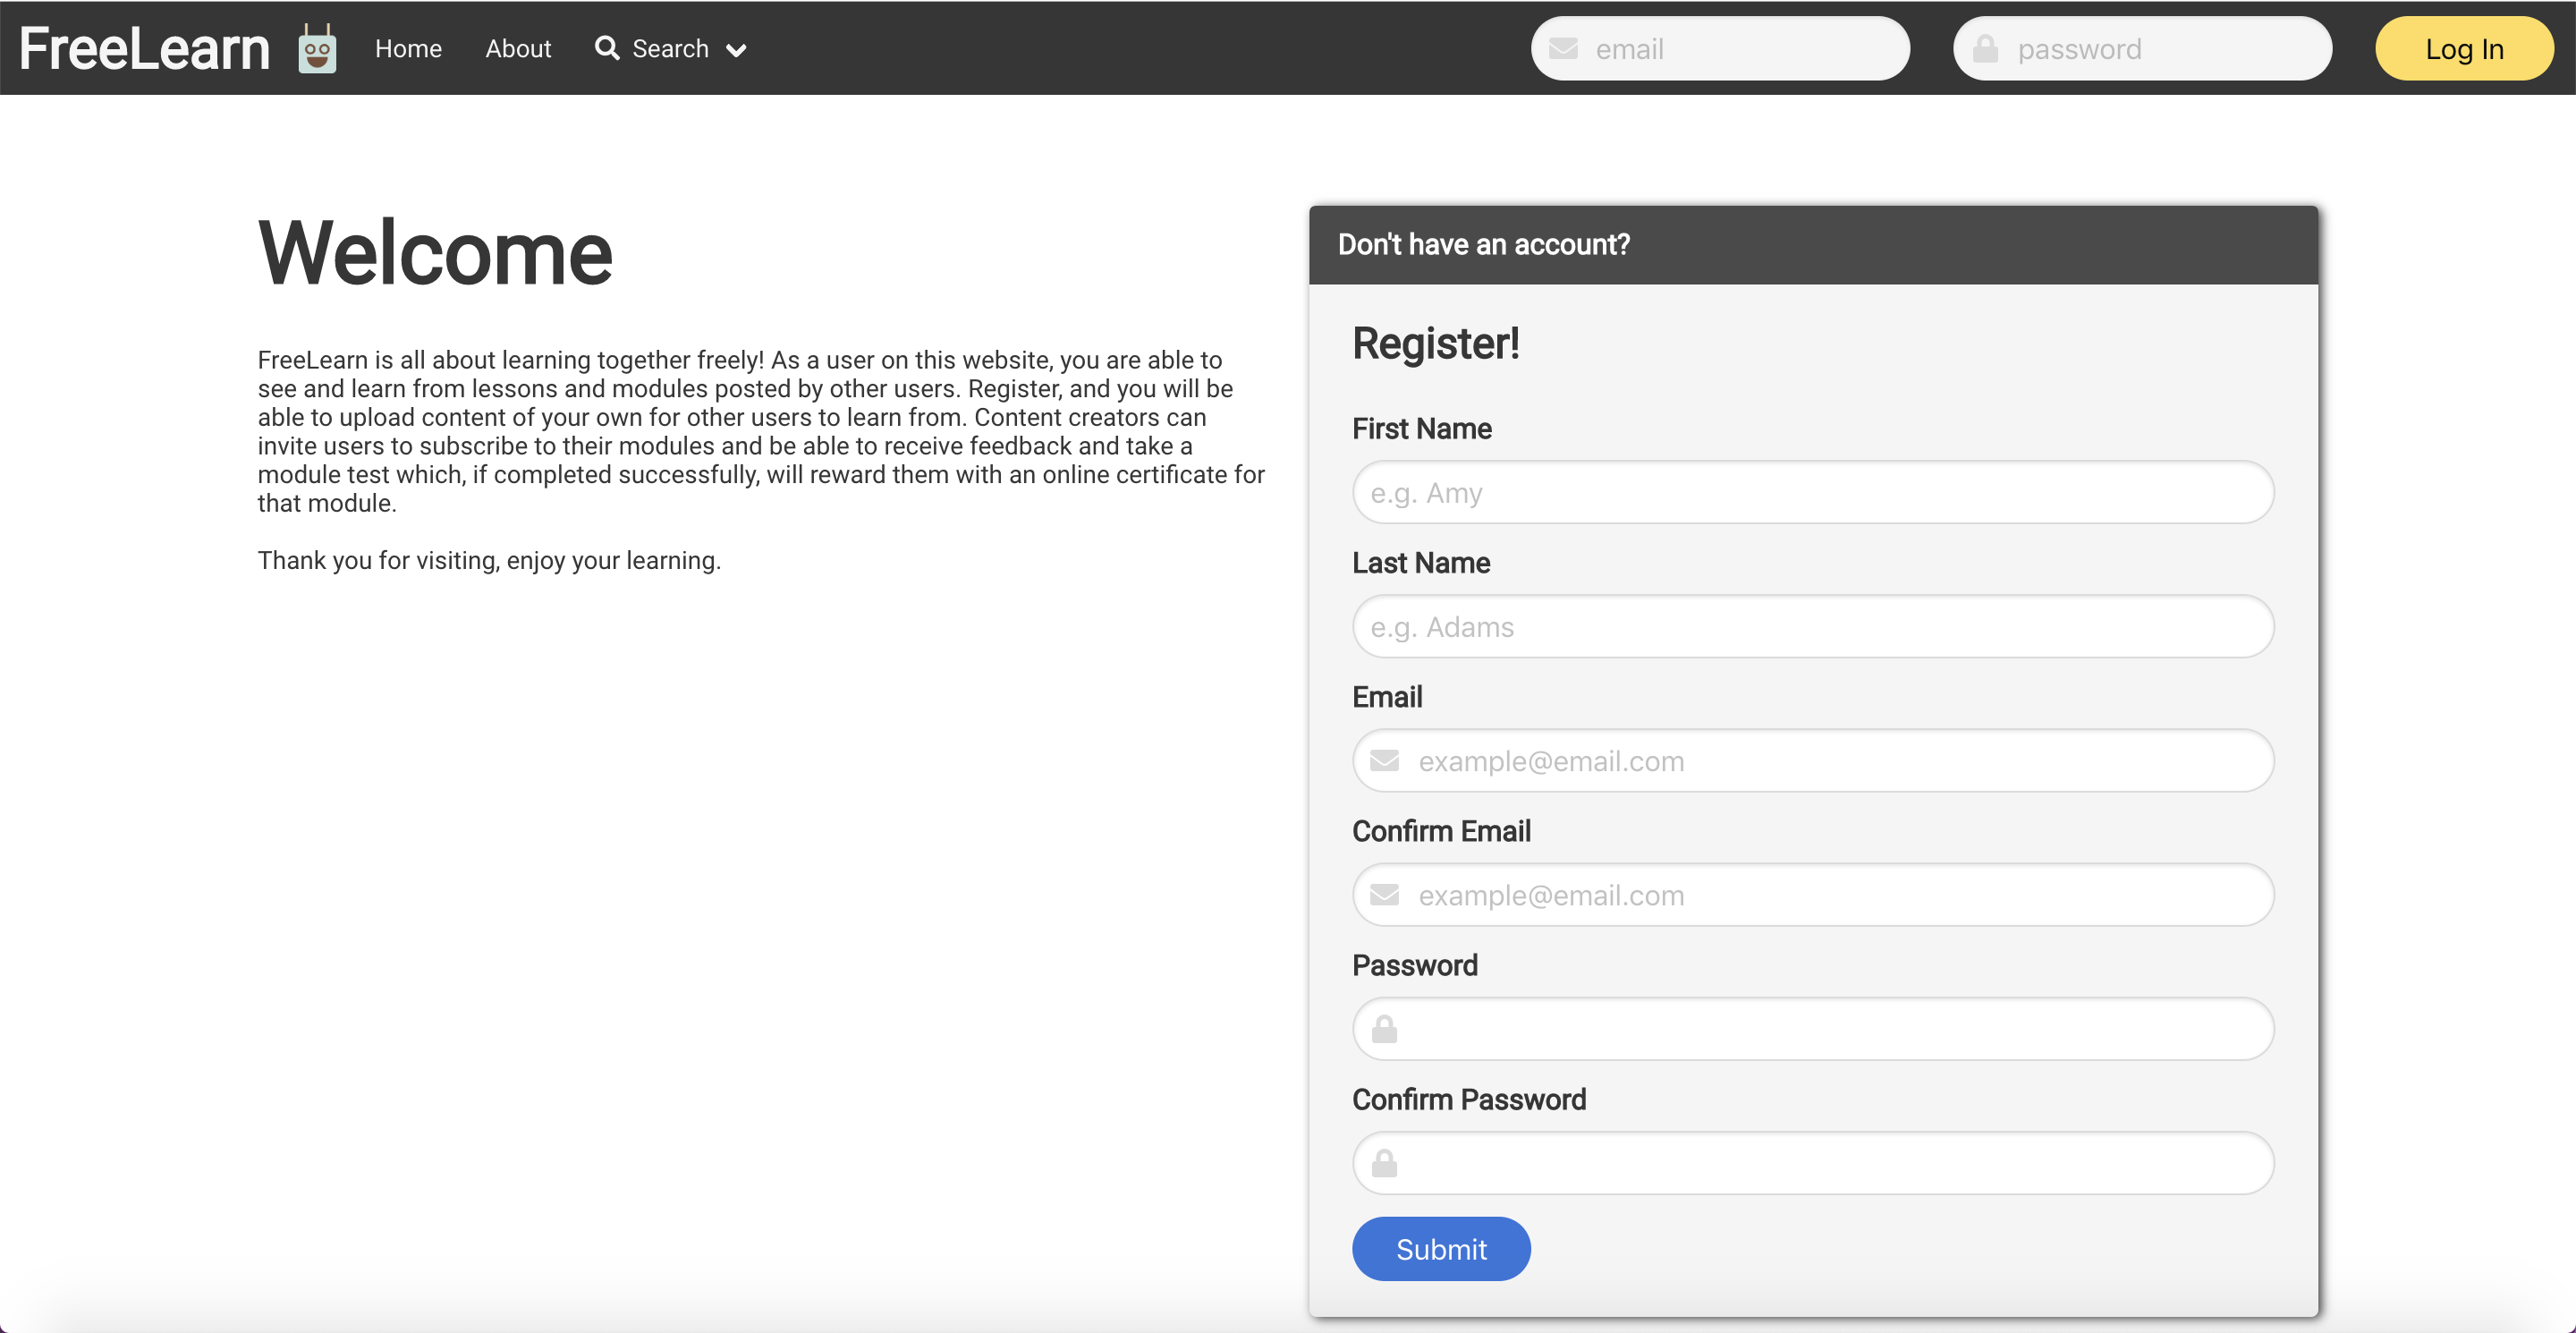 FreeLearn Home About Search email password Log In
Welcome
FreeLearn is all about learning together freely! As a user on this website, you are able to
see and learn from lessons and modules posted by other users. Register, and you will be
able to upload content of your own for other users to learn from. Content creators can
invite users to subscribe to their modules and be able to receive feedback and take a
module test which, if completed successfully, will reward them with an online certificate for
that module.
Thank you for visiting, enjoy your learning.
Don't have an account?
Register!
First Name
e.g. Amy
Last Name
e.g. Adams
Email
example@email.com
Confirm Email
example@email.com
Password
Confirm Password
Submit